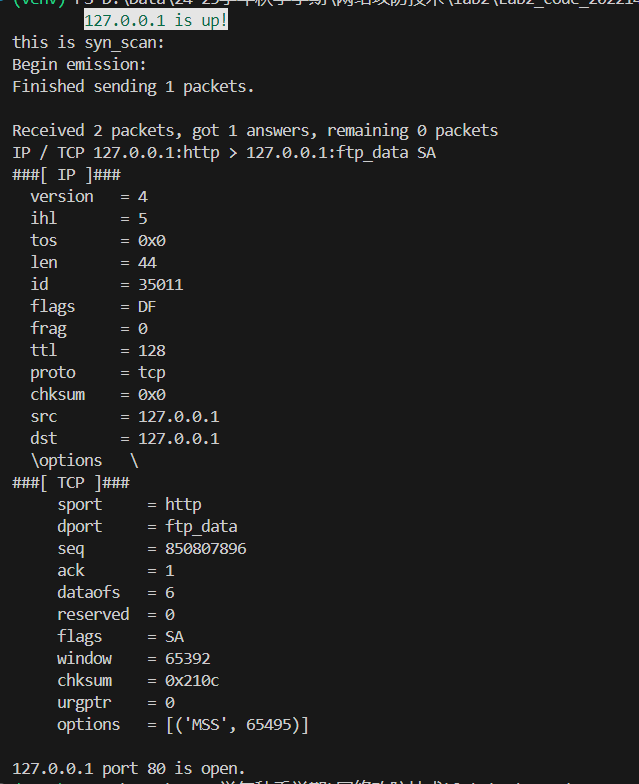 127.0.0.1 is up!
this is syn_scan:
Begin emission:
Finished sending 1 packets.

Received 2 packets, got 1 answers, remaining 0 packets
IP / TCP 127.0.0.1:http > 127.0.0.1:ftp_data SA
###[ IP ]###
  version   = 4
  ihl       = 5
  tos       = 0x0
  len       = 44
  id        = 35011
  flags     = DF
  frag      = 0
  ttl       = 128
  proto     = tcp
  chksum    = 0x0
  src       = 127.0.0.1
  dst       = 127.0.0.1
  \options   \
###[ TCP ]###
     sport     = http
     dport     = ftp_data
     seq       = 850807896
     ack       = 1
     dataofs   = 6
     reserved  = 0
     flags     = SA
     window    = 65392
     chksum    = 0x210c
     urgptr    = 0
     options   = [('MSS', 65495)]

127.0.0.1 port 80 is open.